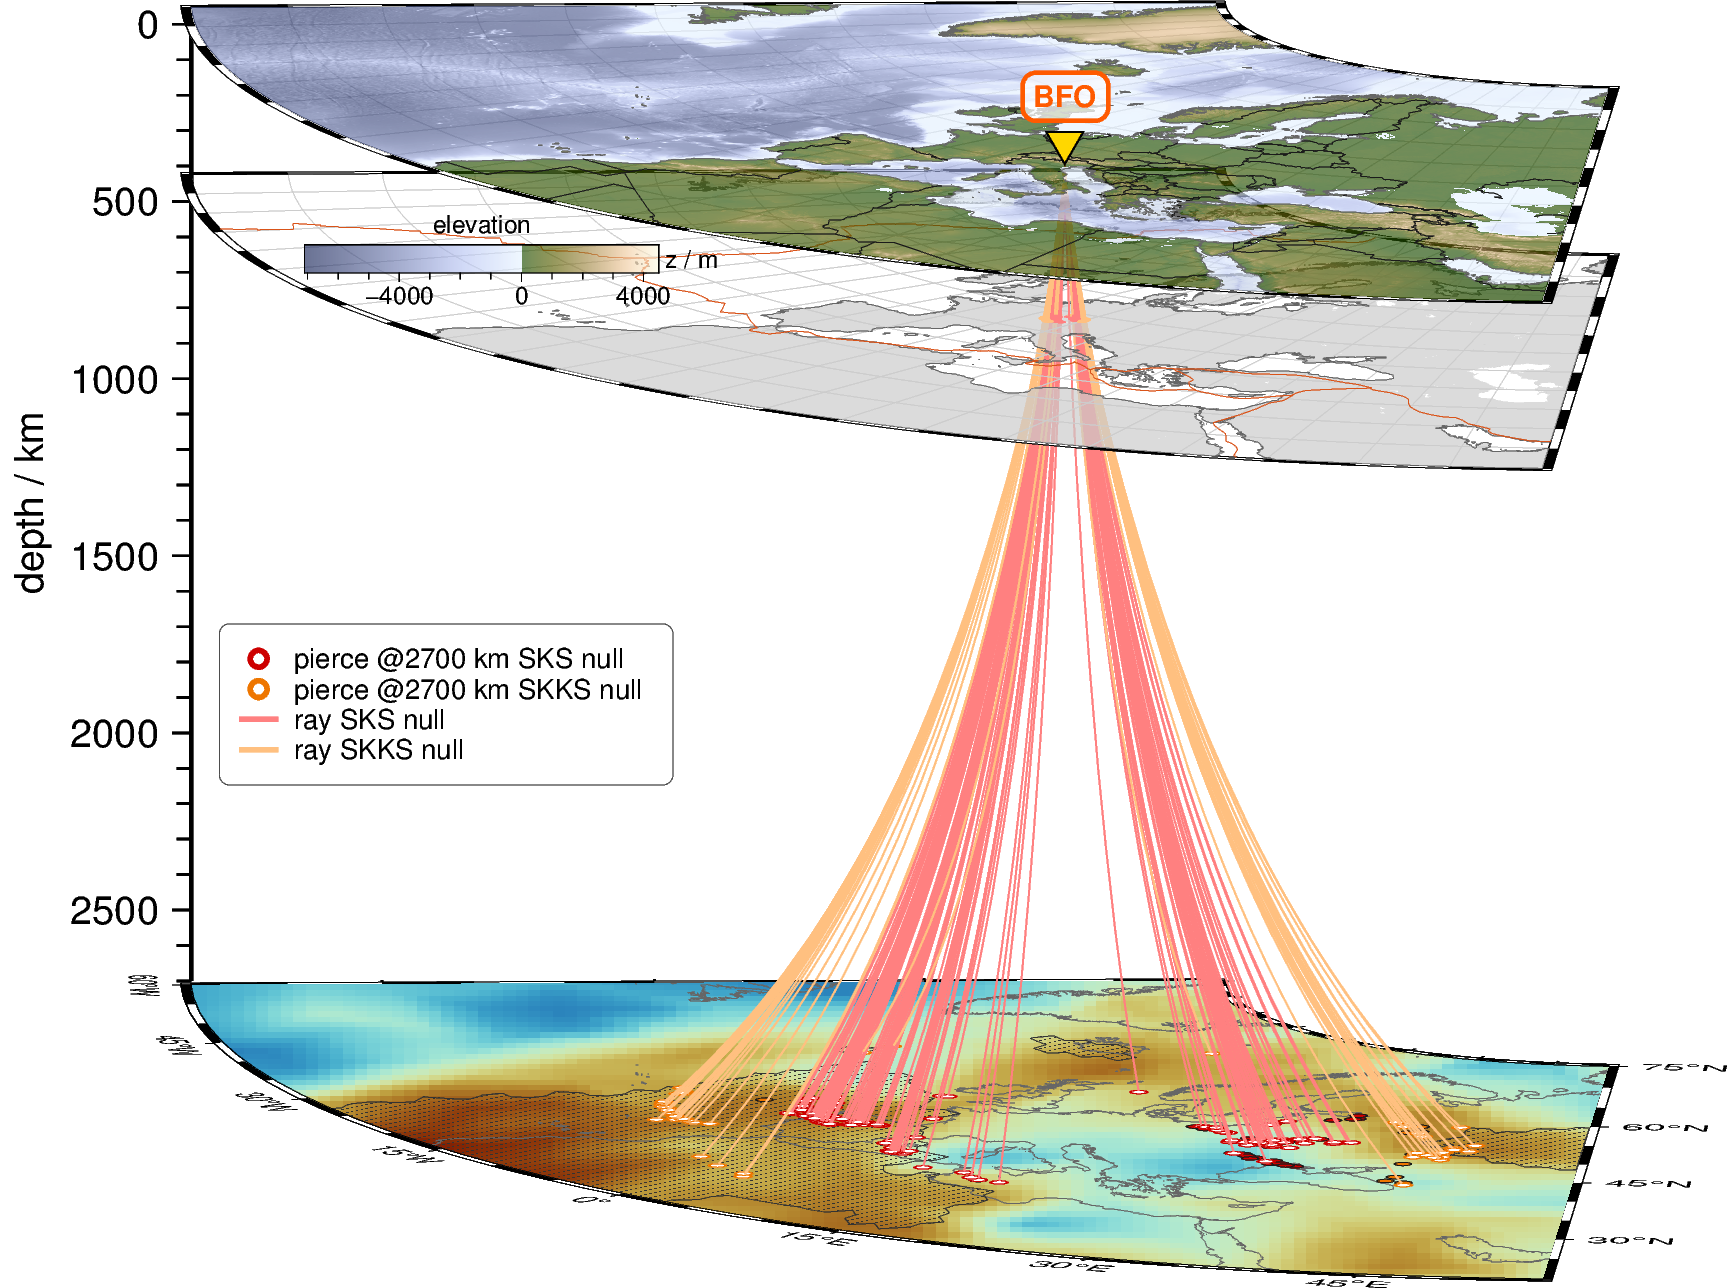 0
BFO
500
elevation
z / m
−4000 0 4000
1000
depth / km
1500
pierce @2700 km SKS null
pierce @2700 km SKKS null
ray SKS null
ray SKKS null
2000
2500
60°W
45°W
30°W
15°W
0°
15°E
30°E
45°E
75°N
60°N
45°N
30°N